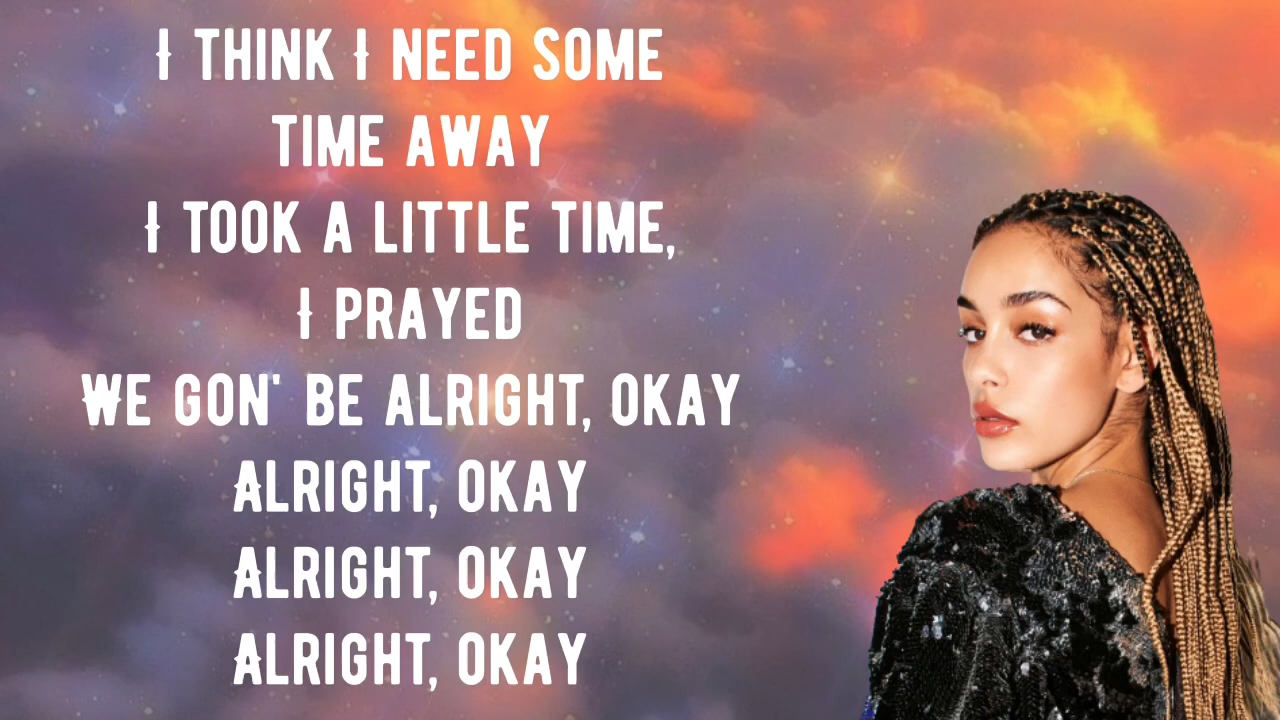 I THINK I NEED SOME
TIME AWAY
I TOOK A LITTLE TIME,
I PRAYED
WE GON' BE ALRIGHT, OKAY
ALRIGHT, OKAY
ALRIGHT, OKAY
ALRIGHT, OKAY